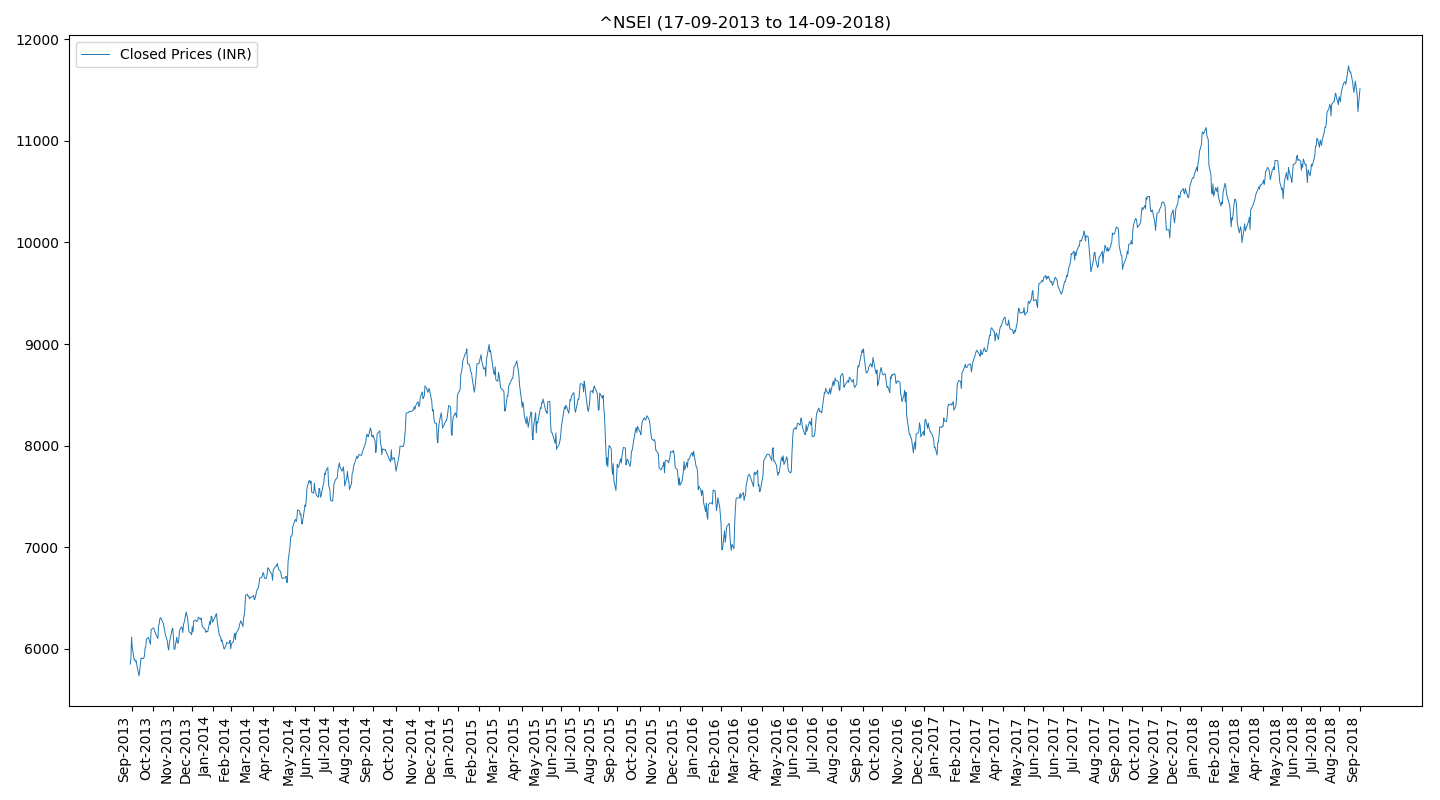 ^NSEI (17-09-2013 to 14-09-2018)
Closed Prices (INR)
12000
11000
10000
9000
8000
7000
6000
Sep-2013
Oct-2013
Nov-2013
Dec-2013
Jan-2014
Feb-2014
Mar-2014
Apr-2014
May-2014
Jun-2014
Jul-2014
Aug-2014
Sep-2014
Oct-2014
Nov-2014
Dec-2014
Jan-2015
Feb-2015
Mar-2015
Apr-2015
May-2015
Jun-2015
Jul-2015
Aug-2015
Sep-2015
Oct-2015
Nov-2015
Dec-2015
Jan-2016
Feb-2016
Mar-2016
Apr-2016
May-2016
Jun-2016
Jul-2016
Aug-2016
Sep-2016
Oct-2016
Nov-2016
Dec-2016
Jan-2017
Feb-2017
Mar-2017
Apr-2017
May-2017
Jun-2017
Jun-2017
Jul-2017
Aug-2017
Sep-2017
Oct-2017
Nov-2017
Dec-2017
Jan-2018
Feb-2018
Mar-2018
Apr-2018
May-2018
Jun-2018
Jul-2018
Aug-2018
Sep-2018